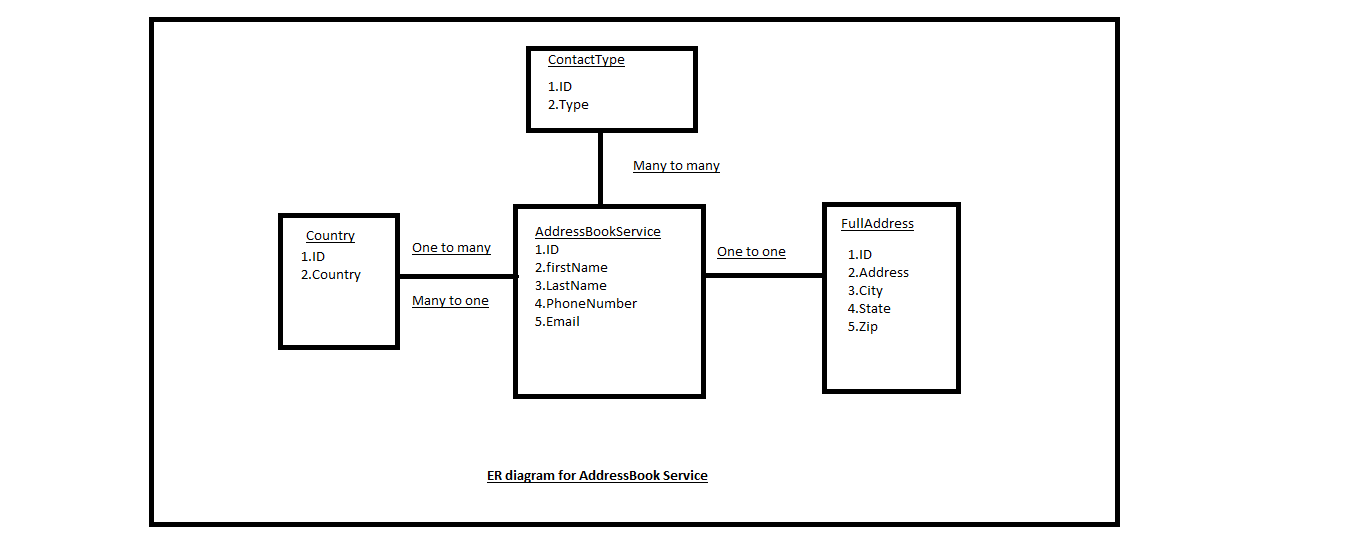 ContactType
1.ID
2.Type
Many to many
Country
1.ID
2.Country
One to many
Many to one
AddressBookService
1.ID
2.firstName
3.LastName
4.PhoneNumber
5.Email
One to one
FullAddress
1.ID
2.Address
3.City
4.State
5.Zip
ER diagram for AddressBook Service